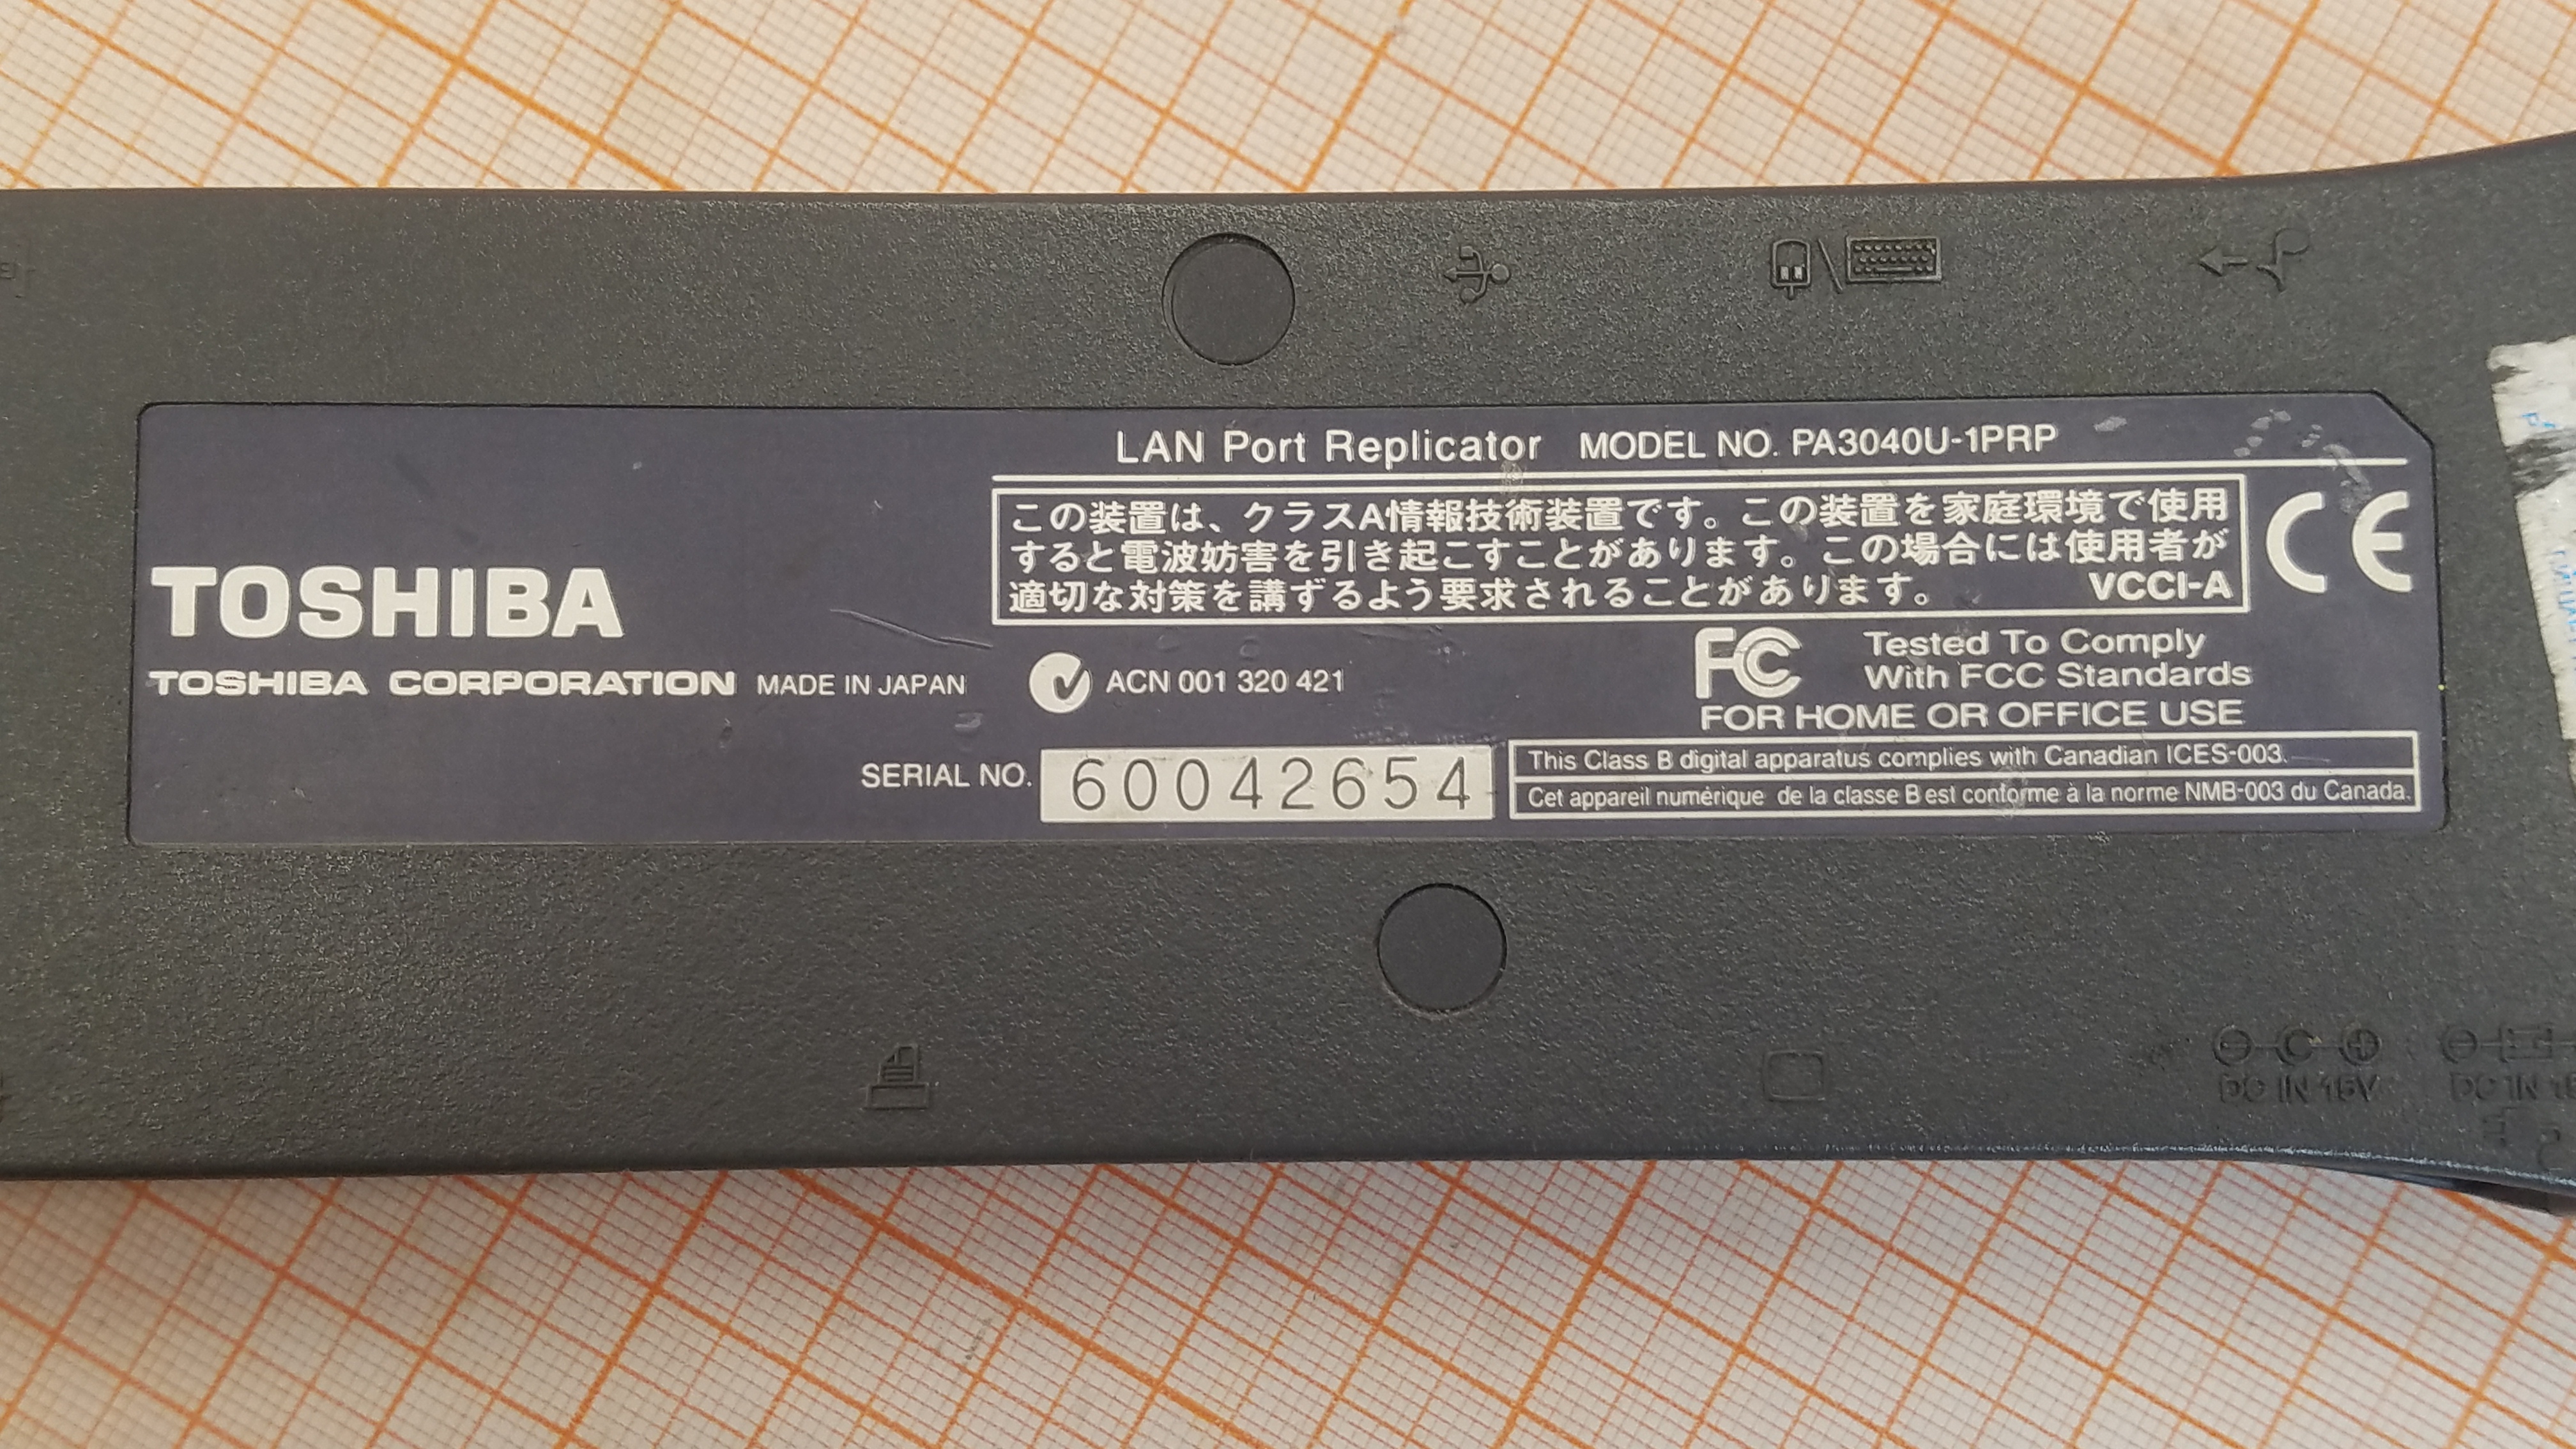 LAN Port Replicator MODEL NO. PA3040U-1PRP
この装置は、クラスA情報技術装置です。この装置を家庭環境で使用
すると電波妨害を引き起こすことがあります。この場合には使用者が
適切な対策を講ずるよう要求されることがあります。 VCCI-A
CE
TOSHIBA
TOSHIBA CORPORATION MADE IN JAPAN
ACN 001 320 421
FC Tested To Comply
With FCC Standards
FOR HOME OR OFFICE USE
SERIAL NO. 60042654
This Class B digital apparatus complies with Canadian ICES-003.
Cet appareil numérique de la classe B est conforme à la norme NMB-003 du Canada.
DC IN 15V
DC IN